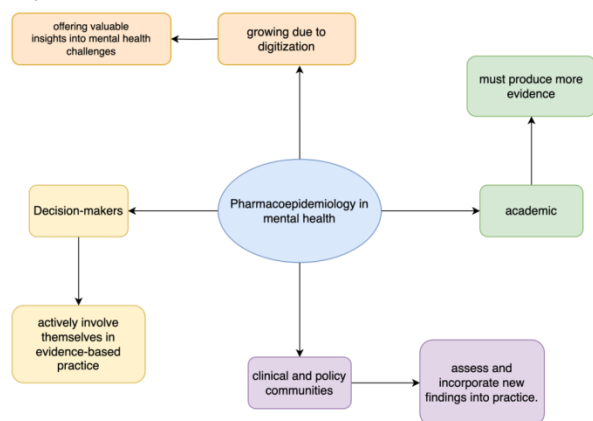 offering valuable
insights into mental health
challenges
growing due to
digitization
must produce more
evidence
Decision-makers
Pharmacoepidemiology in
mental health
academic
actively involve
themselves in
evidence-based
practice
clinical and policy
communities
assess and
incorporate new
findings into practice.